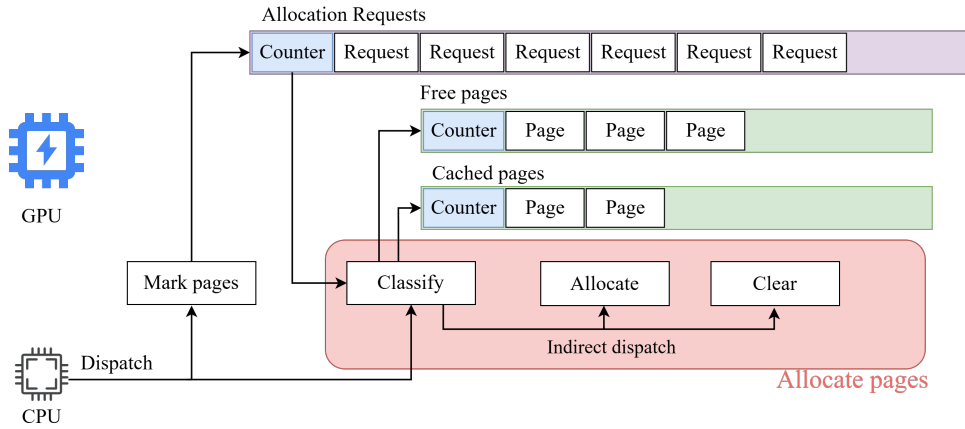 Allocation Requests
Counter Request Request Request Request Request Request
Free pages
Counter Page Page Page
Cached pages
Counter Page Page
GPU
Mark pages
Classify
Allocate
Clear
Indirect dispatch
Dispatch
Allocate pages
CPU